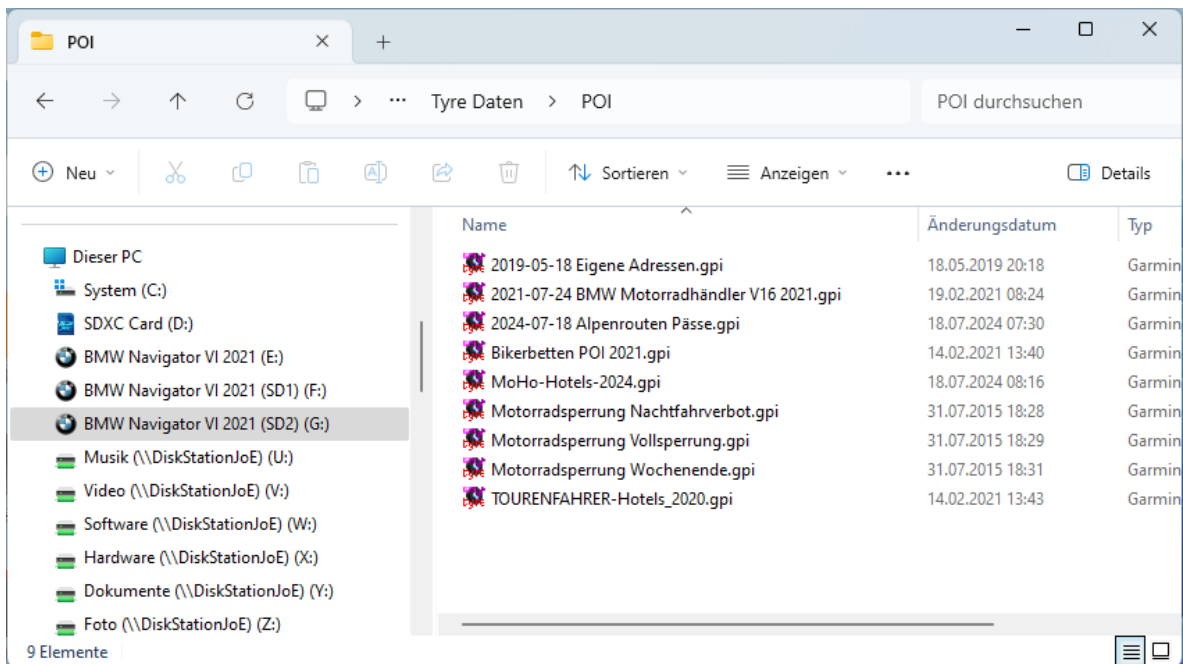 POI
Tyre Daten > POI
POI durchsuchen
Neu
Sortieren
Anzeigen
Details
Dieser PC
System (C:)
SDXC Card (D:)
BMW Navigator VI 2021 (E:)
BMW Navigator VI 2021 (SD1) (F:)
BMW Navigator VI 2021 (SD2) (G:)
Musik (\\DiskStationJoE) (U:)
Video (\\DiskStationJoE) (V:)
Software (\\DiskStationJoE) (W:)
Hardware (\\DiskStationJoE) (X:)
Dokumente (\\DiskStationJoE) (Y:)
Foto (\\DiskStationJoE) (Z:)
Name Änderungsdatum Typ
2019-05-18 Eigene Adressen.gpi 18.05.2019 20:18 Garmin
2021-07-24 BMW Motorradhändler V16 2021.gpi 19.02.2021 08:24 Garmin
2024-07-18 Alpenrouten Pässe.gpi 18.07.2024 07:30 Garmin
Bikerbetten POI 2021.gpi 14.02.2021 13:40 Garmin
MoHo-Hotels-2024.gpi 18.07.2024 08:16 Garmin
Motorradsperrung Nachtfahrverbot.gpi 31.07.2015 18:28 Garmin
Motorradsperrung Vollsperrung.gpi 31.07.2015 18:29 Garmin
Motorradsperrung Wochenende.gpi 31.07.2015 18:31 Garmin
TOURENFAHRER-Hotels_2020.gpi 14.02.2021 13:43 Garmin
9 Elemente